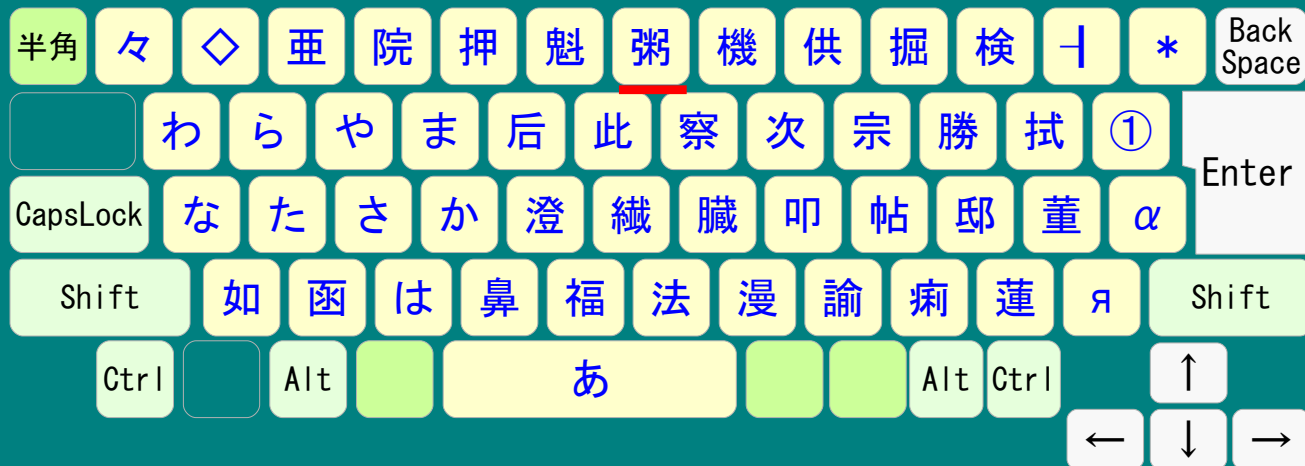 半角 々 ◇ 亜 院 押 魁 粥 機 供 掘 検 ┤ * Back Space
わ ら や ま 后 此 察 次 宗 勝 拭 ①
CapsLock な た さ か 澄 繊 臓 叩 帖 邸 董 α Enter
Shift 如 函 は 鼻 福 法 漫 諭 痢 蓮 я Shift
Ctrl Alt あ Alt Ctrl ↑
← ↓ →